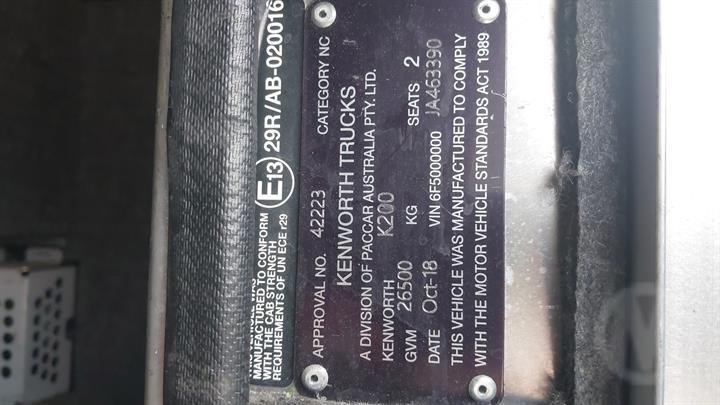 MANUFACTURED TO CONFORM
WITH THE CAB STRENGTH
REQUIREMENTS OF UN ECE r29
E13 29R/AB-020016
APPROVAL NO. 42223 CATEGORY NC
KENWORTH TRUCKS
A DIVISION OF PACCAR AUSTRALIA PTY. LTD.
KENWORTH K200
GVM 26500 KG SEATS 2
DATE Oct-18 VIN 6F5000000 JA463390
THIS VEHICLE WAS MANUFACTURED TO COMPLY
WITH THE MOTOR VEHICLE STANDARDS ACT 1989